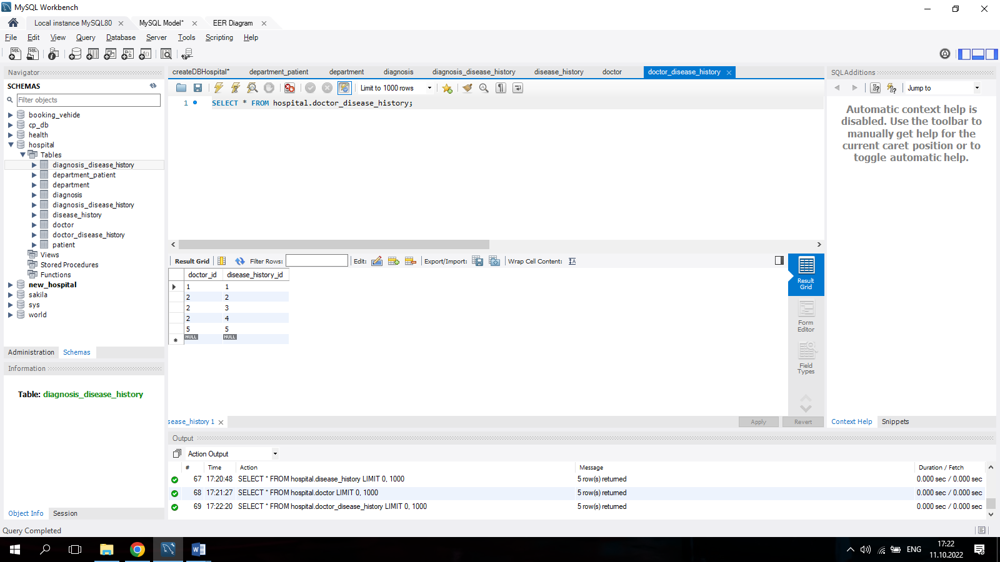 MySQL Workbench
Local instance MySQL80 MySQL Model* EER Diagram
File Edit View Query Database Server Tools Scripting Help
Navigator
SCHEMAS
Filter objects
booking_vehide
cp_db
health
hospital
Tables
diagnosis_disease_history
department_patient
department
diagnosis
diagnosis_disease_history
disease_history
doctor
doctor_disease_history
patient
Views
Stored Procedures
Functions
new_hospital
sakila
sys
world
Administration Schemas
Information
Table: diagnosis_disease_history
Object Info Session
Query Completed
createDBHospital* department_patient department diagnosis diagnosis_disease_history disease_history doctor doctor_disease_history
Limit to 1000 rows
1 SELECT * FROM hospital.doctor_disease_history;
Result Grid Filter Rows: Edit: Export/Import: Wrap Cell Content:
doctor_id disease_history_id
1 1
2 2
2 3
2 4
5 5
NULL NULL
Result
Grid
Form
Editor
Field
Types
sease_history 1
Apply Revert
SQLAdditions
Jump to
Automatic context help is
disabled. Use the toolbar to
manually get help for the
current caret position or to
toggle automatic help.
Context Help Snippets
Output
Action Output
# Time Action Message Duration / Fetch
67 17:20:48 SELECT * FROM hospital.disease_history LIMIT 0, 1000 5 row(s) returned 0.000 sec / 0.000 sec
68 17:21:27 SELECT * FROM hospital.doctor LIMIT 0, 1000 5 row(s) returned 0.000 sec / 0.000 sec
69 17:22:20 SELECT * FROM hospital.doctor_disease_history LIMIT 0, 1000 5 row(s) returned 0.000 sec / 0.000 sec
ENG
17:22
11.10.2022